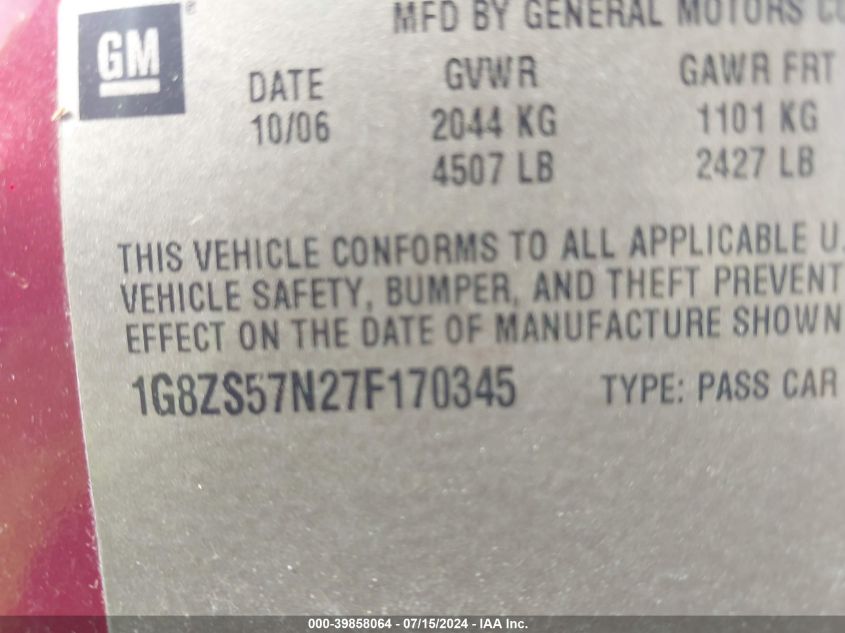 GM
MFD BY GENERAL MOTORS
DATE GVWR GAWR FRT
10/06 2044 KG 1101 KG
4507 LB 2427 LB
THIS VEHICLE CONFORMS TO ALL APPLICABLE U.
VEHICLE SAFETY, BUMPER, AND THEFT PREVENT
EFFECT ON THE DATE OF MANUFACTURE SHOWN
1G8ZS57N27F170345 TYPE: PASS CAR
000-39858064 - 07/15/2024 - IAA Inc.